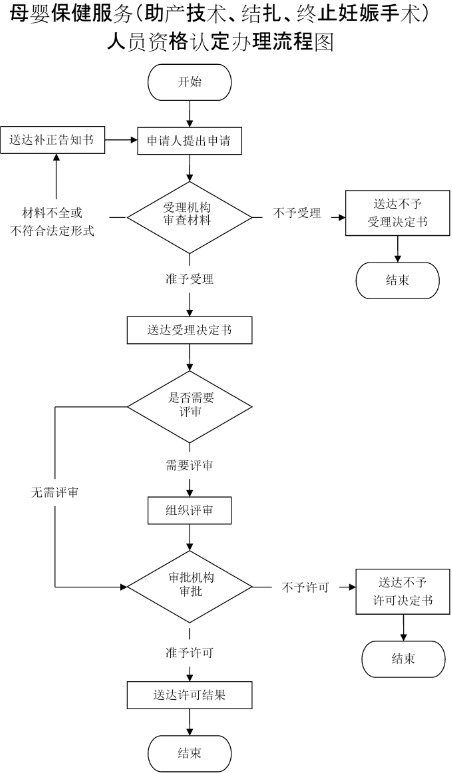 母婴保健服务(助产技术、结扎、终止妊娠手术)
人员资格认定办理流程图
开始
送达补正告知书
申请人提出申请
受理机构
审查材料
材料不全或
不符合法定形式
不予受理
送达不予
受理决定书
结束
准予受理
送达受理决定书
是否需要
评审
需要评审
无需评审
组织评审
审批机构
审批
不予许可
送达不予
许可决定书
结束
准予许可
送达许可结果
结束